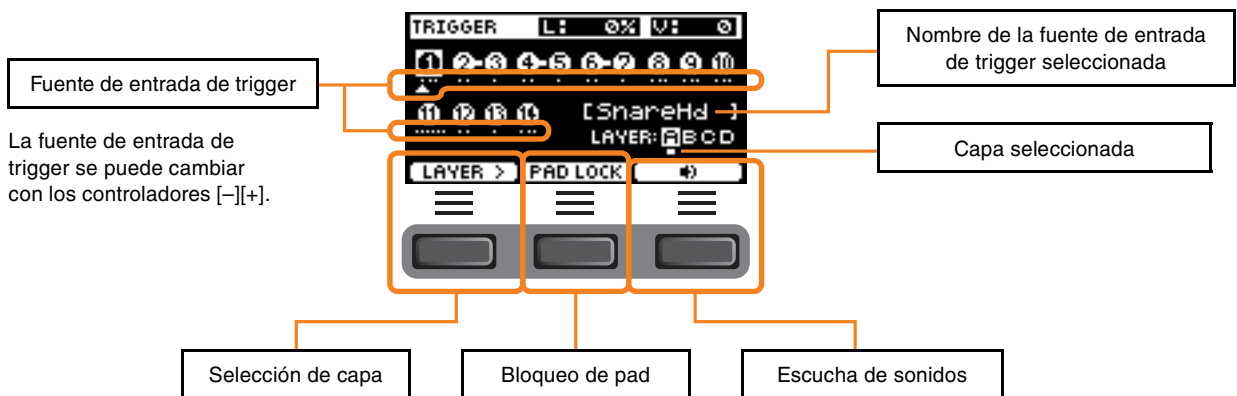 TRIGGER L: 0% V: 0
1 2-3 4-5 6-7 8 9 10
11 12 13 14 [SnareHd ]
LAYER: A B C D
LAYER > PAD LOCK
Fuente de entrada de trigger
La fuente de entrada de
trigger se puede cambiar
con los controladores [–][+].
Nombre de la fuente de entrada
de trigger seleccionada
Capa seleccionada
Selección de capa
Bloqueo de pad
Escucha de sonidos